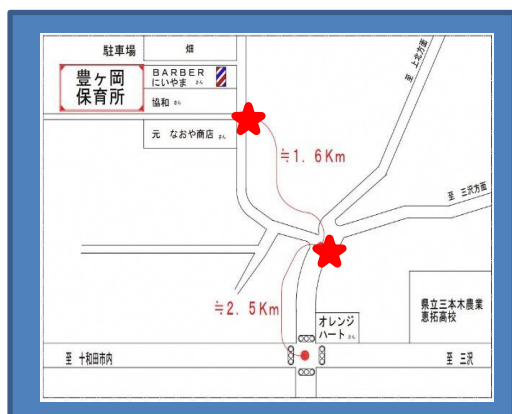 駐車場
畑
豊ヶ岡
保育所
BARBER
にいやま さん
協和 さん
元 なおや商店 さん
至 上北方面
≒1.6Km
至 三沢方面
≒2.5Km
オレンジ
ハート さん
県立三本木農業
恵拓高校
至 十和田市内
至 三沢